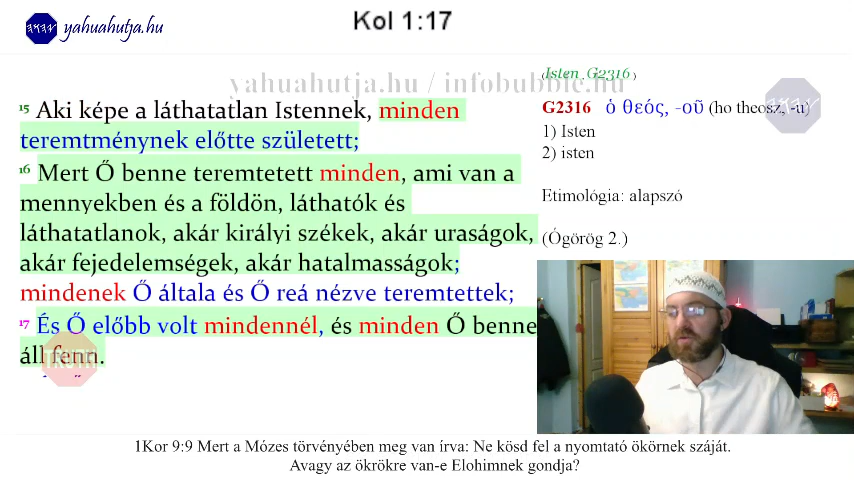 Kol 1:17
yahuahutja.hu
yahuahutja.hu / infobubble.hu
(Isten G2316)
15 Aki képe a láthatatlan Istennek, minden
teremtménynek előtte született;
16 Mert Ő benne teremtetett minden, ami van a
mennyekben és a földön, láthatók és
láthatatlanok, akár királyi székek, akár uraságok,
akár fejedelemségek, akár hatalmasságok;
mindenek Ő általa és Ő reá nézve teremtettek;
17 És Ő előbb volt mindennél, és minden Ő benne
áll fenn.
G2316 ὁ θεός, -οῦ (ho theosz, -u)
1) Isten
2) isten
Etimológia: alapszó
(Ógörög 2.)
1Kor 9:9 Mert a Mózes törvényében meg van írva: Ne kösd fel a nyomtató ökörnek száját.
Avagy az ökrökre van-e Elohimnek gondja?